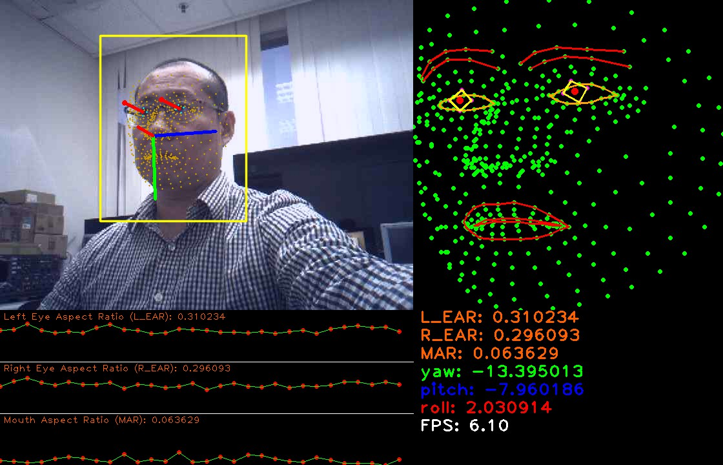 Left Eye Aspect Ratio (L_EAR): 0.310234
Right Eye Aspect Ratio (R_EAR): 0.296093
Mouth Aspect Ratio (MAR): 0.063629
L_EAR: 0.310234
R_EAR: 0.296093
MAR: 0.063629
yaw: -13.395013
pitch: -7.960186
roll: 2.030914
FPS: 6.10